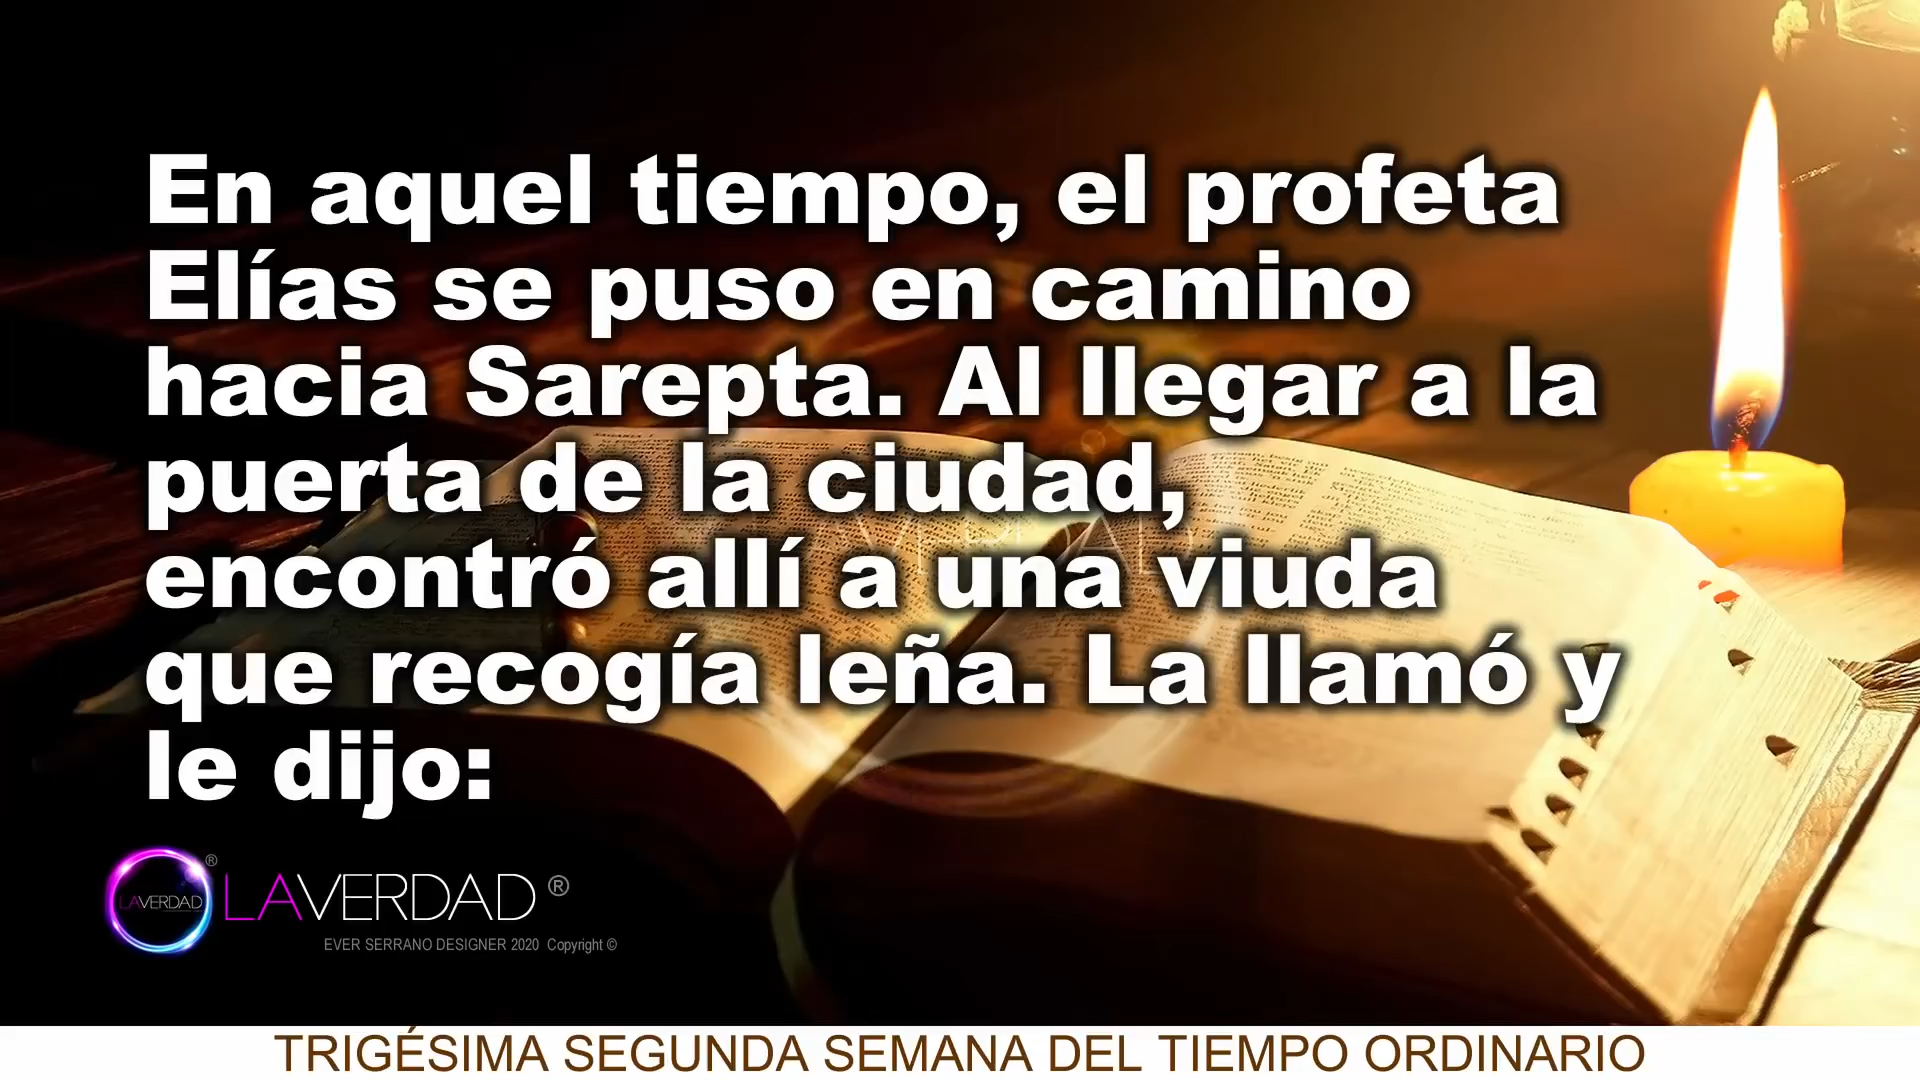 En aquel tiempo, el profeta
Elías se puso en camino
hacia Sarepta. Al llegar a la
puerta de la ciudad,
encontró allí a una viuda
que recogía leña. La llamó y
le dijo:
LAVERDAD ®
LAVERDAD ®
EVER SERRANO DESIGNER 2020 Copyright ©
TRIGÉSIMA SEGUNDA SEMANA DEL TIEMPO ORDINARIO